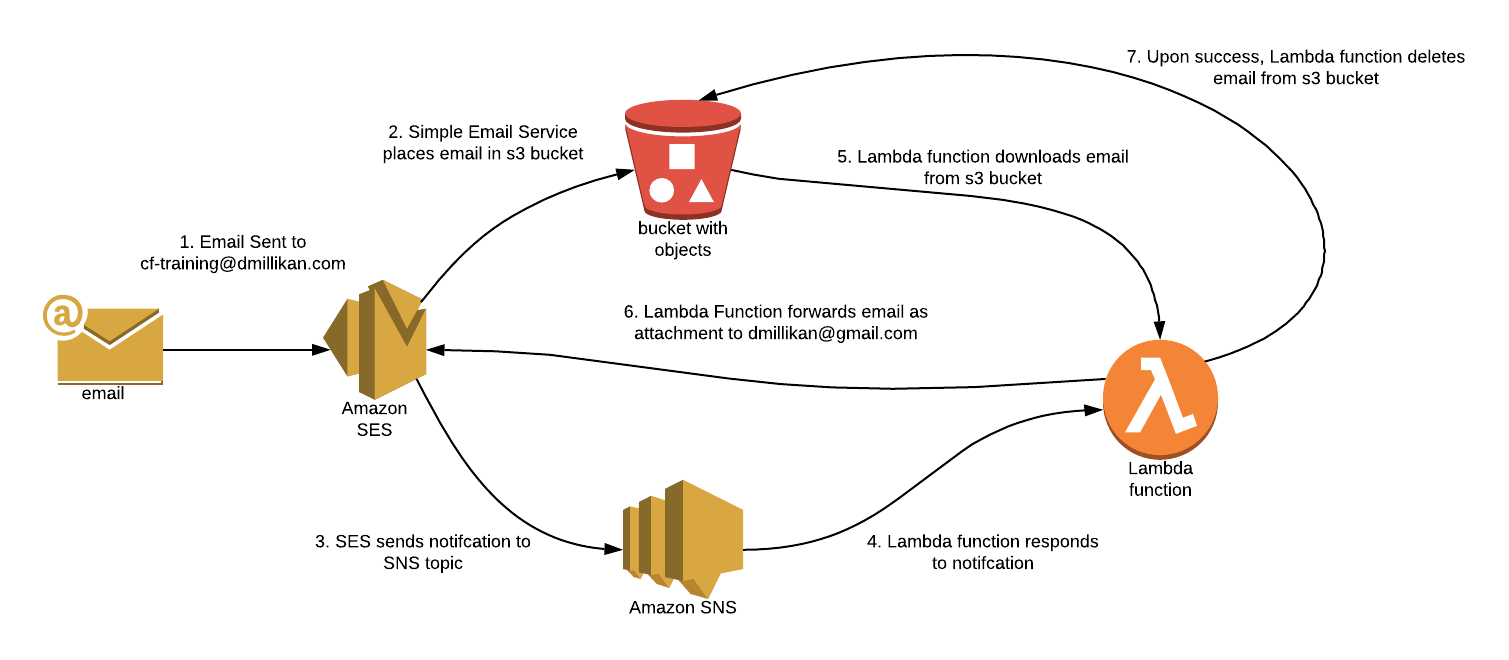 7. Upon success, Lambda function deletes
email from s3 bucket
2. Simple Email Service
places email in s3 bucket
5. Lambda function downloads email
from s3 bucket
bucket with
objects
1. Email Sent to
cf-training@dmillikan.com
@
email
6. Lambda Function forwards email as
attachment to dmillikan@gmail.com
Amazon
SES
λ
Lambda
function
3. SES sends notifcation to
SNS topic
4. Lambda function responds
to notifcation
Amazon SNS